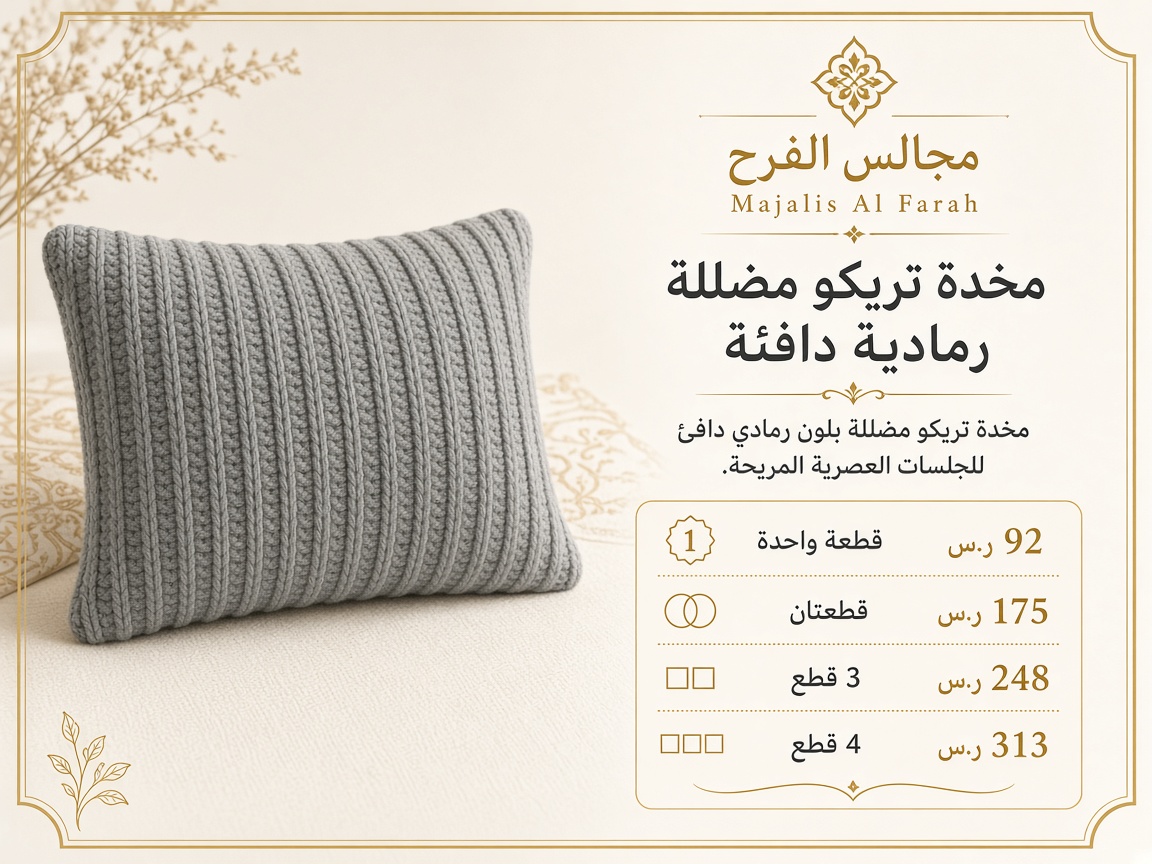 مجالس الفرح
Majalis Al Farah
مخدة تريكو مضللة
رمادية دافئة
مخدة تريكو مضللة بلون رمادي دافئ
للجلسات العصرية المريحة.
1 قطعة واحدة 92 ر.س
قطعتان 175 ر.س
3 قطع 248 ر.س
4 قطع 313 ر.س